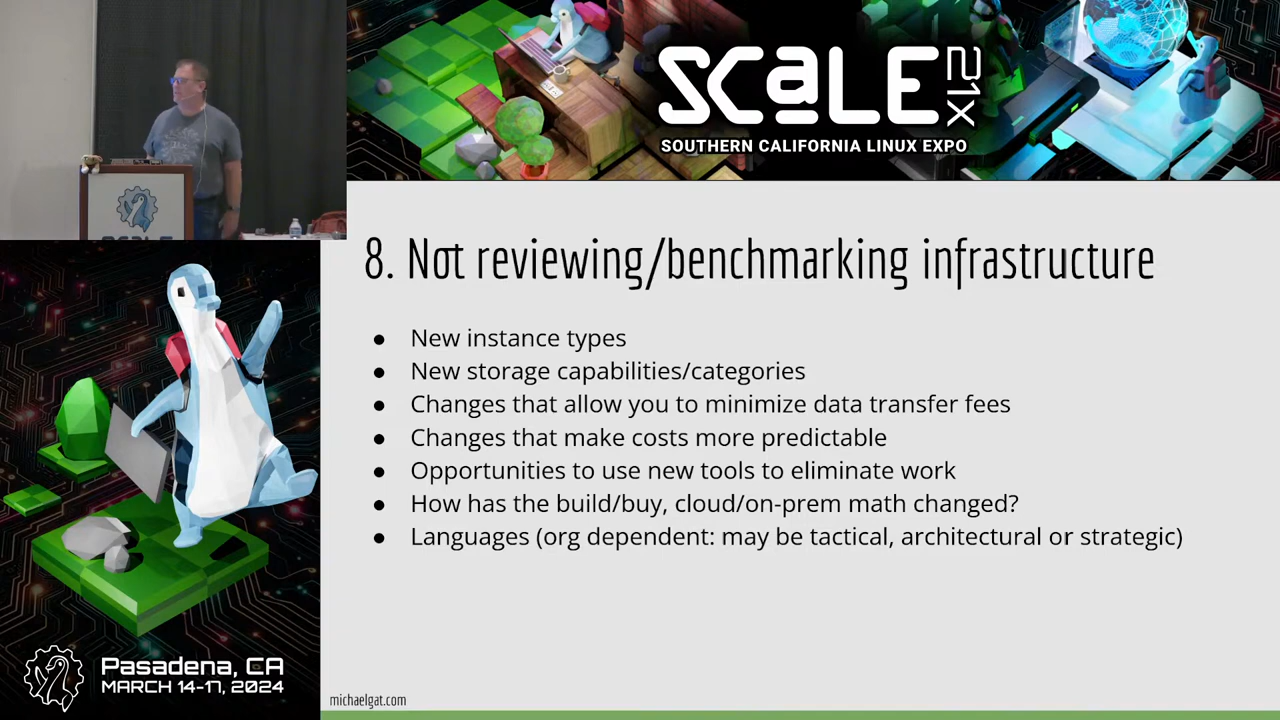 SCaLE 21X
SOUTHERN CALIFORNIA LINUX EXPO
SCALE
8. Not reviewing/benchmarking infrastructure
● New instance types
● New storage capabilities/categories
● Changes that allow you to minimize data transfer fees
● Changes that make costs more predictable
● Opportunities to use new tools to eliminate work
● How has the build/buy, cloud/on-prem math changed?
● Languages (org dependent: may be tactical, architectural or strategic)
Pasadena, CA
MARCH 14-17, 2024
michaelgat.com